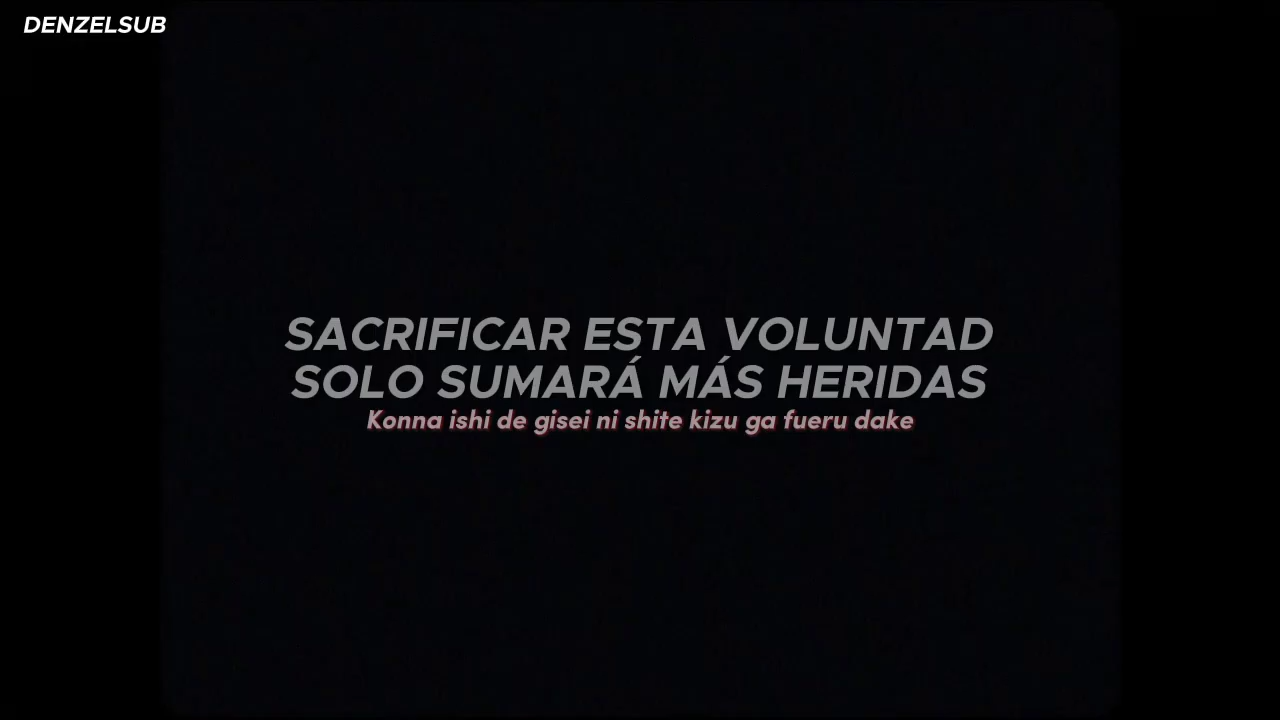 DENZELSUB
SACRIFICAR ESTA VOLUNTAD
SOLO SUMARÁ MÁS HERIDAS
Konna ishi de gisei ni shite kizu ga fueru dake